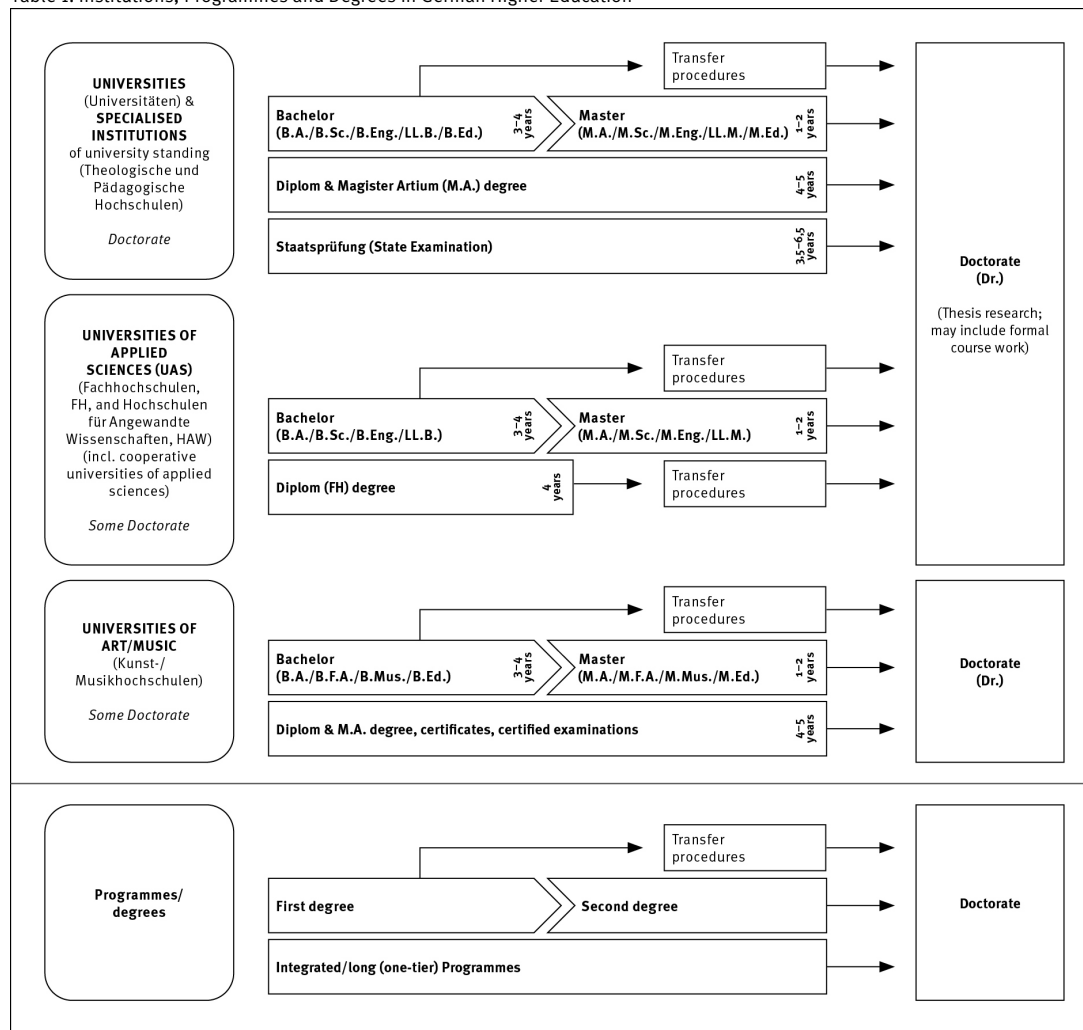 Table 1: Institutions, Programmes and Degrees in German Higher Education
UNIVERSITIES
(Universitäten) &
SPECIALISED
INSTITUTIONS
of university standing
(Theologische und
Pädagogische
Hochschulen)
Doctorate
Transfer
procedures
Bachelor
(B.A./B.Sc./B.Eng./LL.B./B.Ed.)
3–4
years
Master
(M.A./M.Sc./M.Eng./LL.M./M.Ed.)
1–2
years
Diplom & Magister Artium (M.A.) degree
4–5
years
Staatsprüfung (State Examination)
3,5–6,5
years
Doctorate
(Dr.)
(Thesis research;
may include formal
course work)
UNIVERSITIES OF
APPLIED
SCIENCES (UAS)
(Fachhochschulen,
FH, and Hochschulen
für Angewandte
Wissenschaften, HAW)
(incl. cooperative
universities of applied
sciences)
Some Doctorate
Transfer
procedures
Bachelor
(B.A./B.Sc./B.Eng./LL.B.)
3–4
years
Master
(M.A./M.Sc./M.Eng./LL.M.)
1–2
years
Diplom (FH) degree
4
years
Transfer
procedures
UNIVERSITIES OF
ART/MUSIC
(Kunst-/
Musikhochschulen)
Some Doctorate
Transfer
procedures
Bachelor
(B.A./B.F.A./B.Mus./B.Ed.)
3–4
years
Master
(M.A./M.F.A./M.Mus./M.Ed.)
1–2
years
Diplom & M.A. degree, certificates, certified examinations
4–5
years
Doctorate
(Dr.)
Programmes/
degrees
Transfer
procedures
First degree
Second degree
Integrated/long (one-tier) Programmes
Doctorate